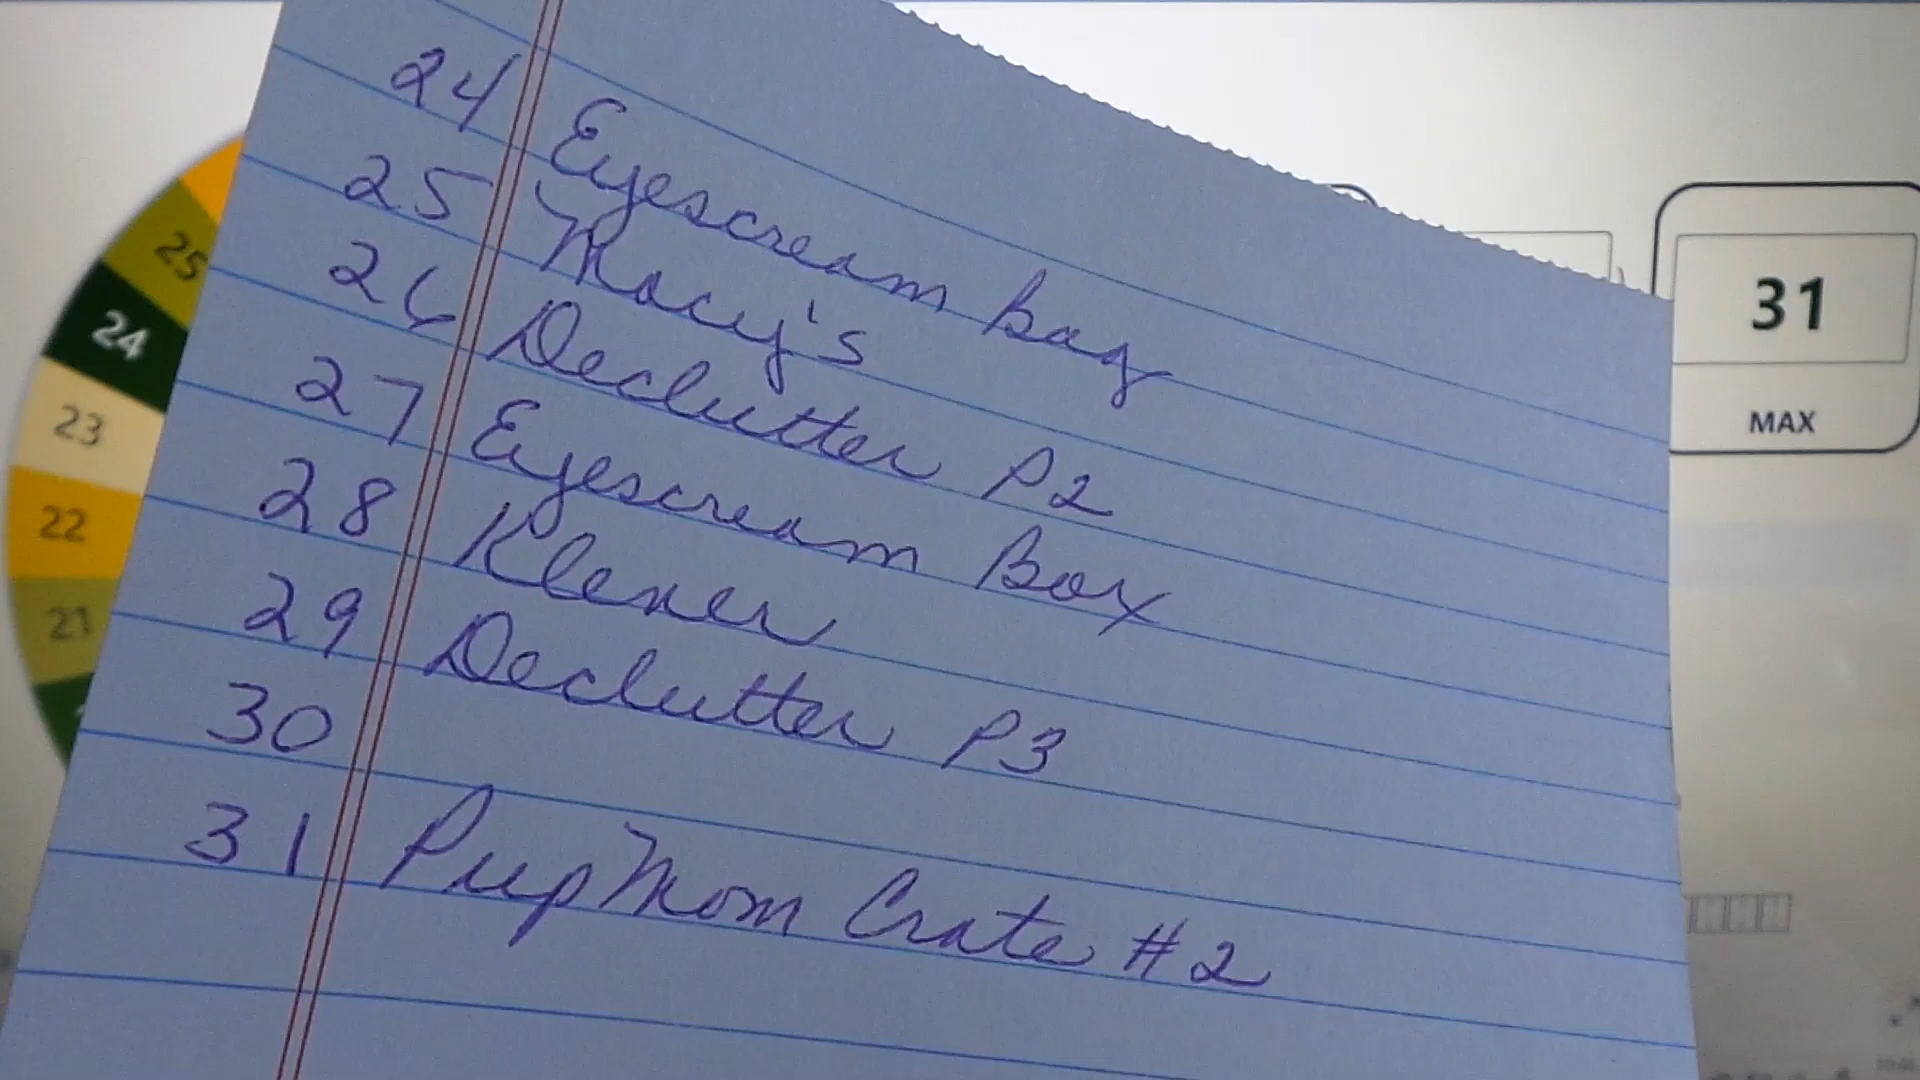 24 Eyescream bag
25 Macy's
26 Declutter P2
27 Eyescream Box
28 Klener
29 Declutter P3
30
31 PupMom Crate #2
25
24
23
22
21
31
MAX